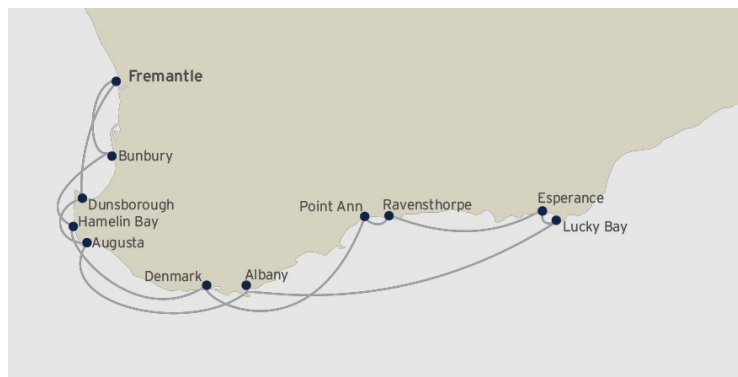 Fremantle
Bunbury
Dunsborough
Hamelin Bay
Augusta
Denmark
Albany
Point Ann
Ravensthorpe
Esperance
Lucky Bay